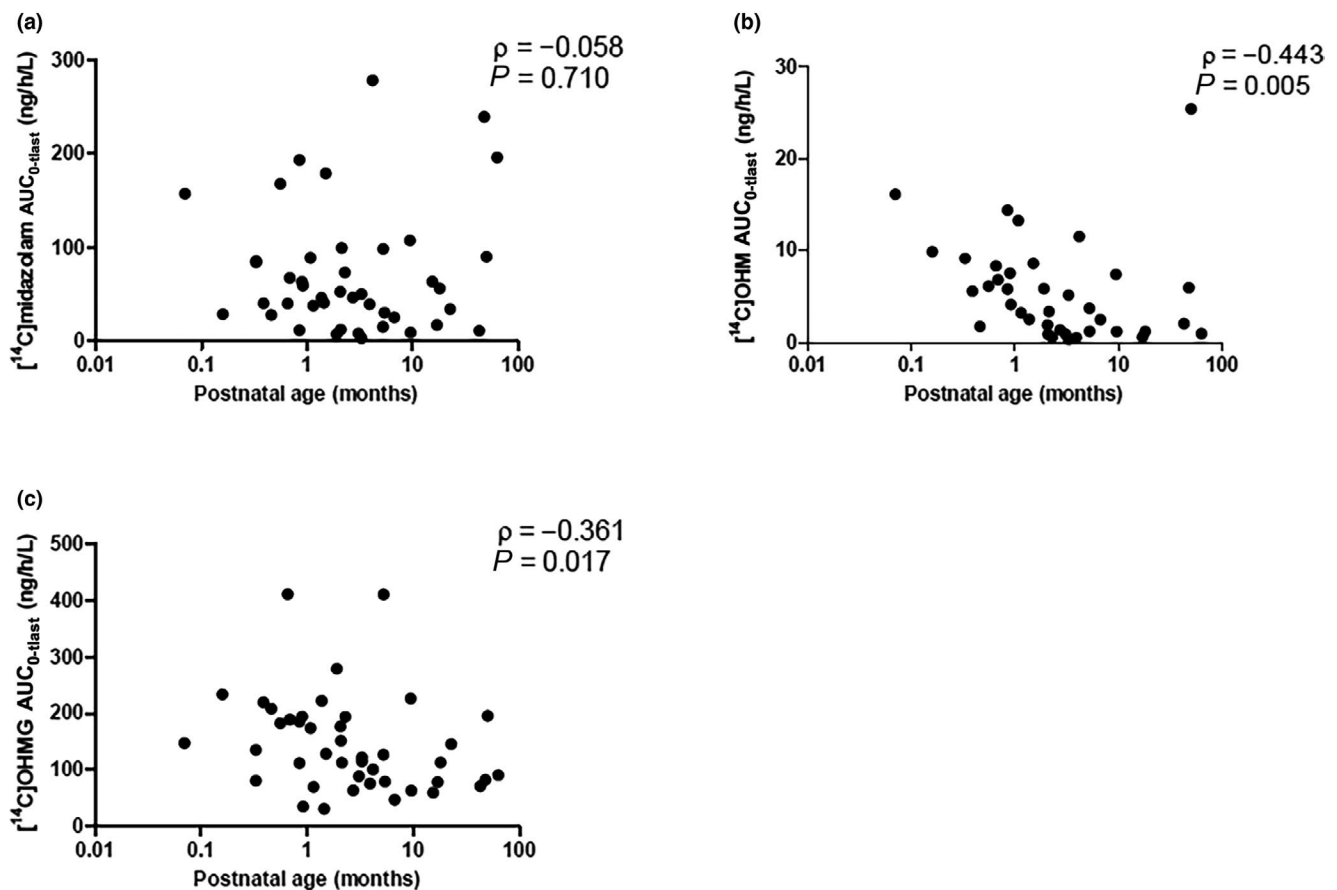 (a)
ρ = −0.058
P = 0.710
[¹⁴C]midazolam AUC₀₋ₜₗₐₛₜ (ng/h/L)
300
200
100
0
0.01 0.1 1 10 100
Postnatal age (months)
(b)
ρ = −0.443
P = 0.005
[¹⁴C]OHM AUC₀₋ₜₗₐₛₜ (ng/h/L)
30
20
10
0
0.01 0.1 1 10 100
Postnatal age (months)
(c)
ρ = −0.361
P = 0.017
[¹⁴C]OHMG AUC₀₋ₜₗₐₛₜ (ng/h/L)
500
400
300
200
100
0
0.01 0.1 1 10 100
Postnatal age (months)